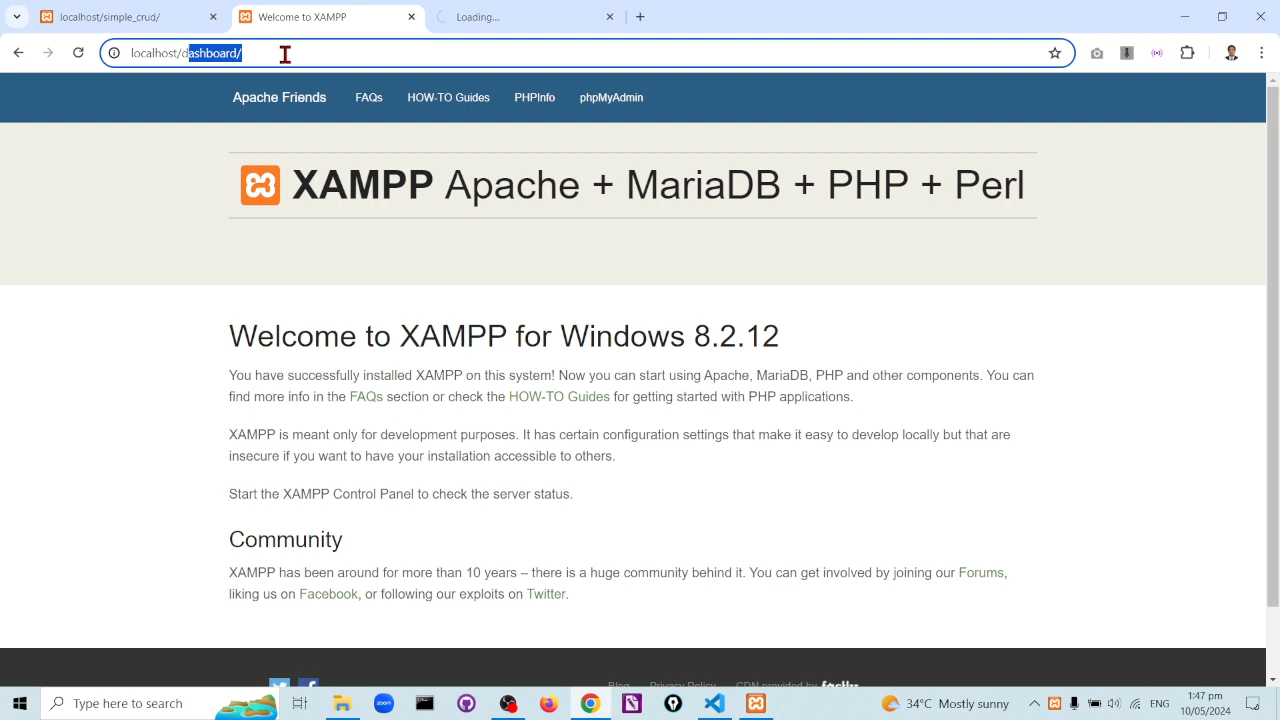 localhost/simple_crud/
Welcome to XAMPP
Loading...
localhost/dashboard/
Apache Friends
FAQs
HOW-TO Guides
PHPInfo
phpMyAdmin
XAMPP Apache + MariaDB + PHP + Perl
Welcome to XAMPP for Windows 8.2.12
You have successfully installed XAMPP on this system! Now you can start using Apache, MariaDB, PHP and other components. You can
find more info in the FAQs section or check the HOW-TO Guides for getting started with PHP applications.
XAMPP is meant only for development purposes. It has certain configuration settings that make it easy to develop locally but that are
insecure if you want to have your installation accessible to others.
Start the XAMPP Control Panel to check the server status.
Community
XAMPP has been around for more than 10 years – there is a huge community behind it. You can get involved by joining our Forums,
liking us on Facebook, or following our exploits on Twitter.
Blog
Privacy Policy
CDN provided by fastly
Type here to search
zoom
34°C Mostly sunny
ENG
1:47 pm
10/05/2024